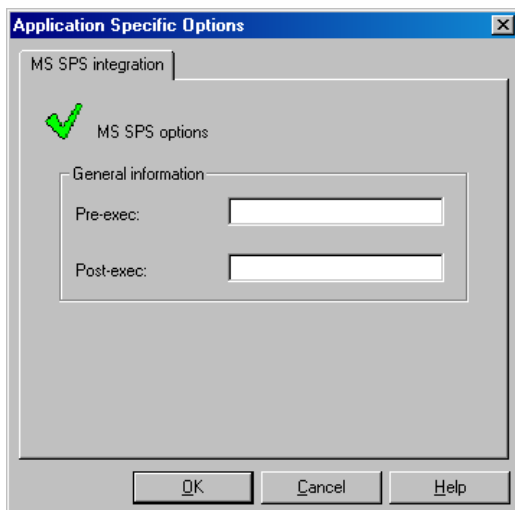 Application Specific Options
MS SPS integration
MS SPS options
General information
Pre-exec:
Post-exec:
OK Cancel Help